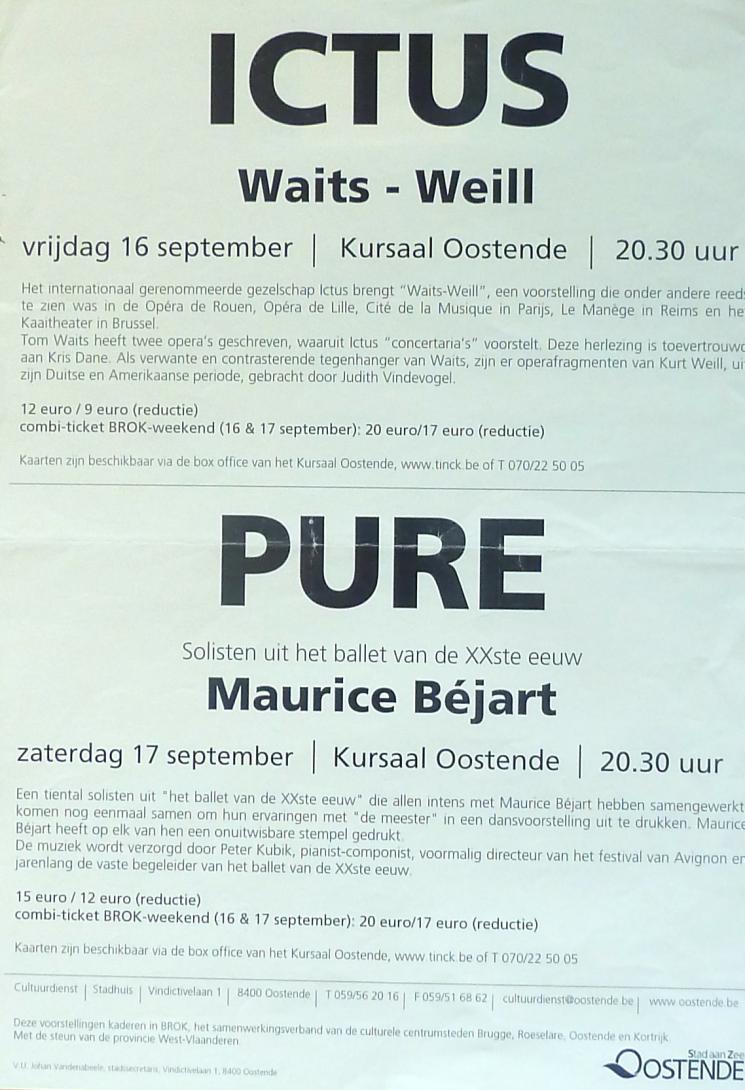 ICTUS
Waits - Weill
vrijdag 16 september | Kursaal Oostende | 20.30 uur
Het internationaal gerenommeerde gezelschap Ictus brengt “Waits-Weill”, een voorstelling die onder andere reeds
te zien was in de Opéra de Rouen, Opéra de Lille, Cité de la Musique in Parijs, Le Manège in Reims en he
Kaaitheater in Brussel.
Tom Waits heeft twee opera's geschreven, waaruit Ictus “concertaria's” voorstelt. Deze herlezing is toevertrouwd
aan Kris Dane. Als verwante en contrasterende tegenhanger van Waits, zijn er operafragmenten van Kurt Weill, ui
zijn Duitse en Amerikaanse periode, gebracht door Judith Vindevogel.
12 euro / 9 euro (reductie)
combi-ticket BROK-weekend (16 & 17 september): 20 euro/17 euro (reductie)
Kaarten zijn beschikbaar via de box office van het Kursaal Oostende, www.tinck.be of T 070/22 50 05
PURE
Solisten uit het ballet van de XXste eeuw
Maurice Béjart
zaterdag 17 september | Kursaal Oostende | 20.30 uur
Een tiental solisten uit "het ballet van de XXste eeuw" die allen intens met Maurice Béjart hebben samengewerkt
komen nog eenmaal samen om hun ervaringen met "de meester" in een dansvoorstelling uit te drukken. Maurice
Béjart heeft op elk van hen een onuitwisbare stempel gedrukt.
De muziek wordt verzorgd door Peter Kubik, pianist-componist, voormalig directeur van het festival van Avignon en
jarenlang de vaste begeleider van het ballet van de XXste eeuw.
15 euro / 12 euro (reductie)
combi-ticket BROK-weekend (16 & 17 september): 20 euro/17 euro (reductie)
Kaarten zijn beschikbaar via de box office van het Kursaal Oostende, www.tinck.be of T 070/22 50 05
Cultuurdienst | Stadhuis | Vindictivelaan 1 | 8400 Oostende | T 059/56 20 16 | F 059/51 68 62 | cultuurdienst@oostende.be | www.oostende.be
Deze voorstellingen kaderen in BROK, het samenwerkingsverband van de culturele centrumsteden Brugge, Roeselare, Oostende en Kortrijk.
Met de steun van de provincie West-Vlaanderen.
V.U. Johan Vandenabeele, stadssecretaris, Vindictivelaan 1, 8400 Oostende
Stad aan Zee
OOSTENDE